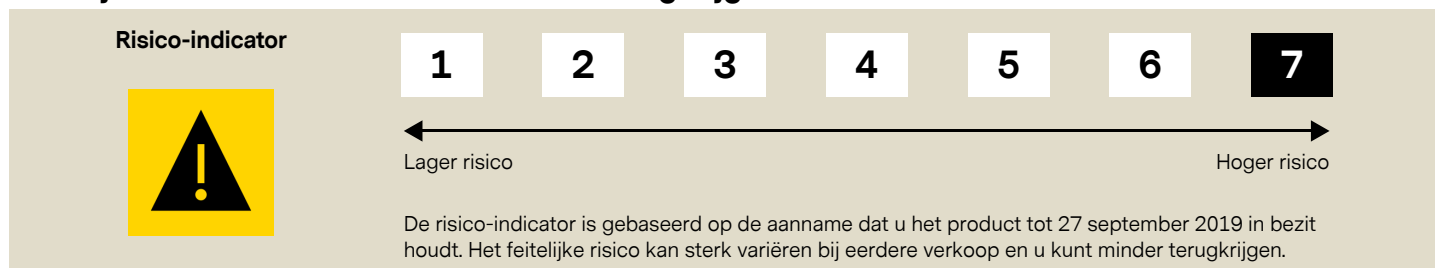 Risico-indicator
1 2 3 4 5 6 7
Lager risico Hoger risico
De risico-indicator is gebaseerd op de aanname dat u het product tot 27 september 2019 in bezit
houdt. Het feitelijke risico kan sterk variëren bij eerdere verkoop en u kunt minder terugkrijgen.